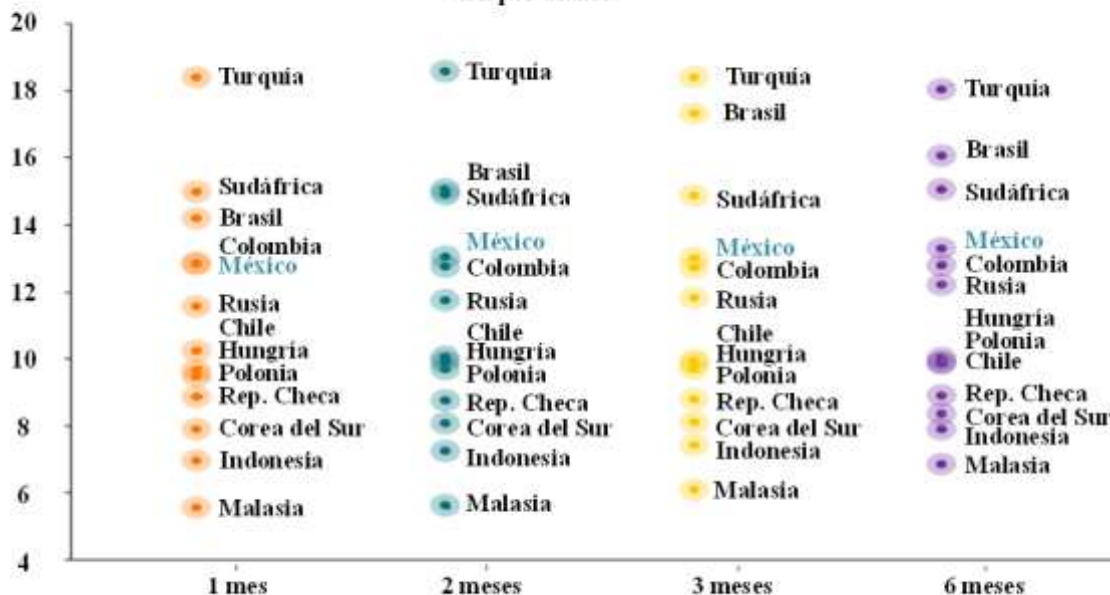 20
18
16
14
12
10
8
6
4
Turquía
Sudáfrica
Brasil
Colombia
México
Rusia
Chile
Hungría
Polonia
Rep. Checa
Corea del Sur
Indonesia
Malasia
Turquía
Brasil
Sudáfrica
México
Colombia
Rusia
Chile
Hungría
Polonia
Rep. Checa
Corea del Sur
Indonesia
Malasia
Turquía
Brasil
Sudáfrica
México
Colombia
Rusia
Chile
Hungría
Polonia
Rep. Checa
Corea del Sur
Indonesia
Malasia
Turquía
Brasil
Sudáfrica
México
Colombia
Rusia
Hungría
Polonia
Chile
Rep. Checa
Corea del Sur
Indonesia
Malasia
1 mes
2 meses
3 meses
6 meses